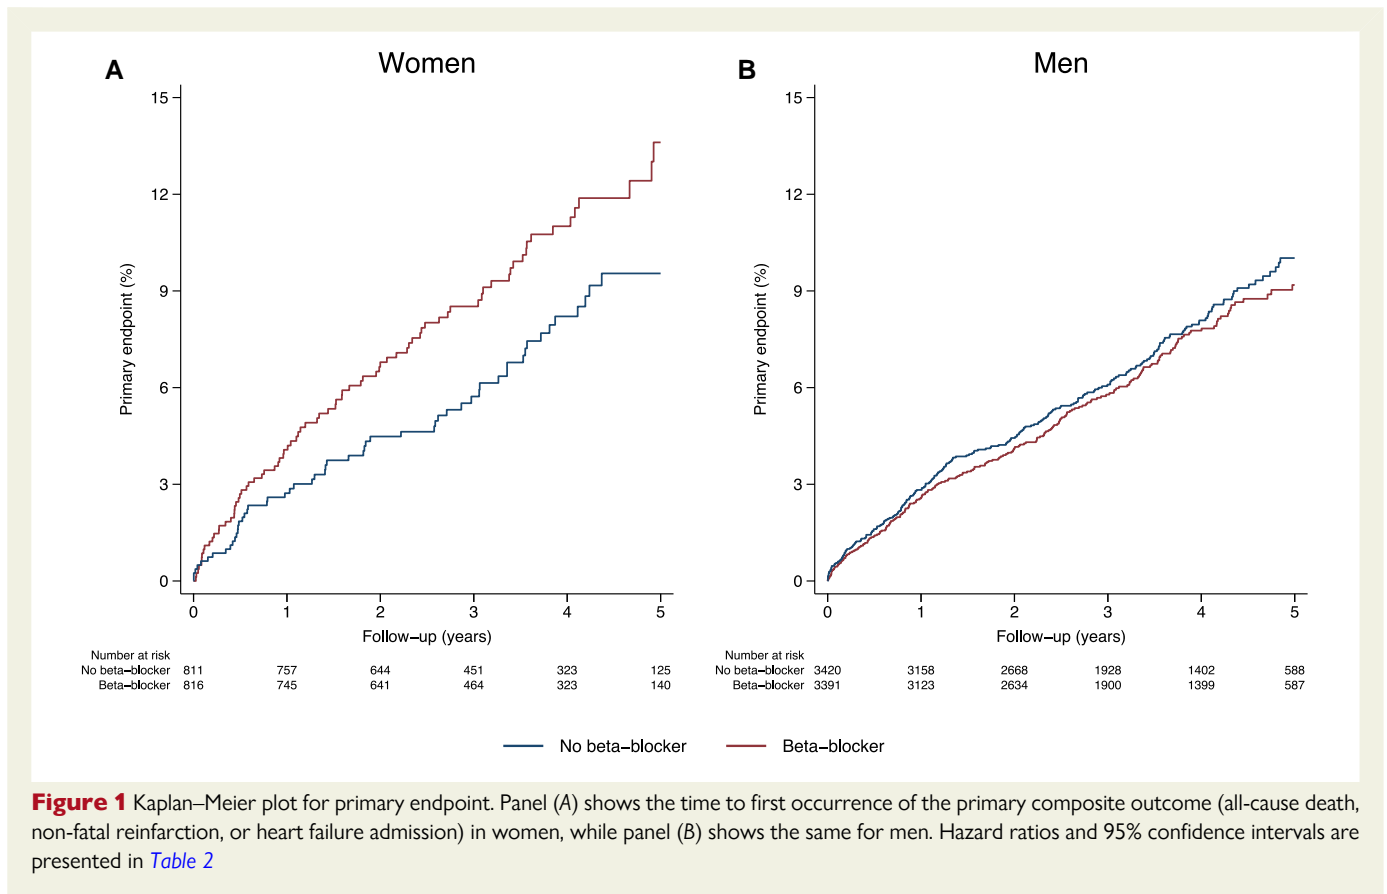 A
Women
15
12
9
6
3
0
Primary endpoint (%)
0 1 2 3 4 5
Follow−up (years)
Number at risk
No beta−blocker 811 757 644 451 323 125
Beta−blocker 816 745 641 464 323 140
B
Men
15
12
9
6
3
0
Primary endpoint (%)
0 1 2 3 4 5
Follow−up (years)
Number at risk
No beta−blocker 3420 3158 2668 1928 1402 588
Beta−blocker 3391 3123 2634 1900 1399 587
No beta−blocker Beta−blocker
Figure 1 Kaplan–Meier plot for primary endpoint. Panel (A) shows the time to first occurrence of the primary composite outcome (all-cause death,
non-fatal reinfarction, or heart failure admission) in women, while panel (B) shows the same for men. Hazard ratios and 95% confidence intervals are
presented in Table 2